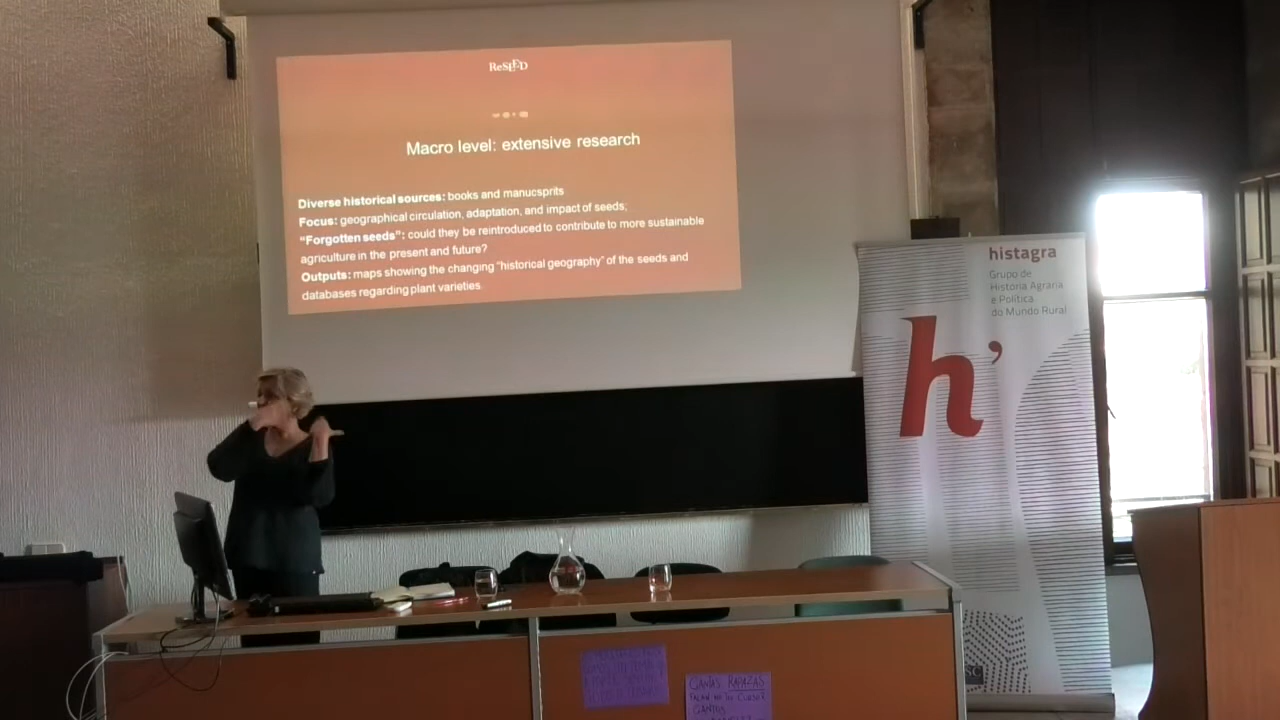 ReSEED
Macro level: extensive research
Diverse historical sources: books and manucsprits
Focus: geographical circulation, adaptation, and impact of seeds;
“Forgotten seeds”: could they be reintroduced to contribute to more sustainable
agriculture in the present and future?
Outputs: maps showing the changing “historical geography” of the seeds and
databases regarding plant varieties.
histagra
Grupo de
Historia Agraria
e Política
do Mundo Rural
h’
CANTAS RAPAZAS